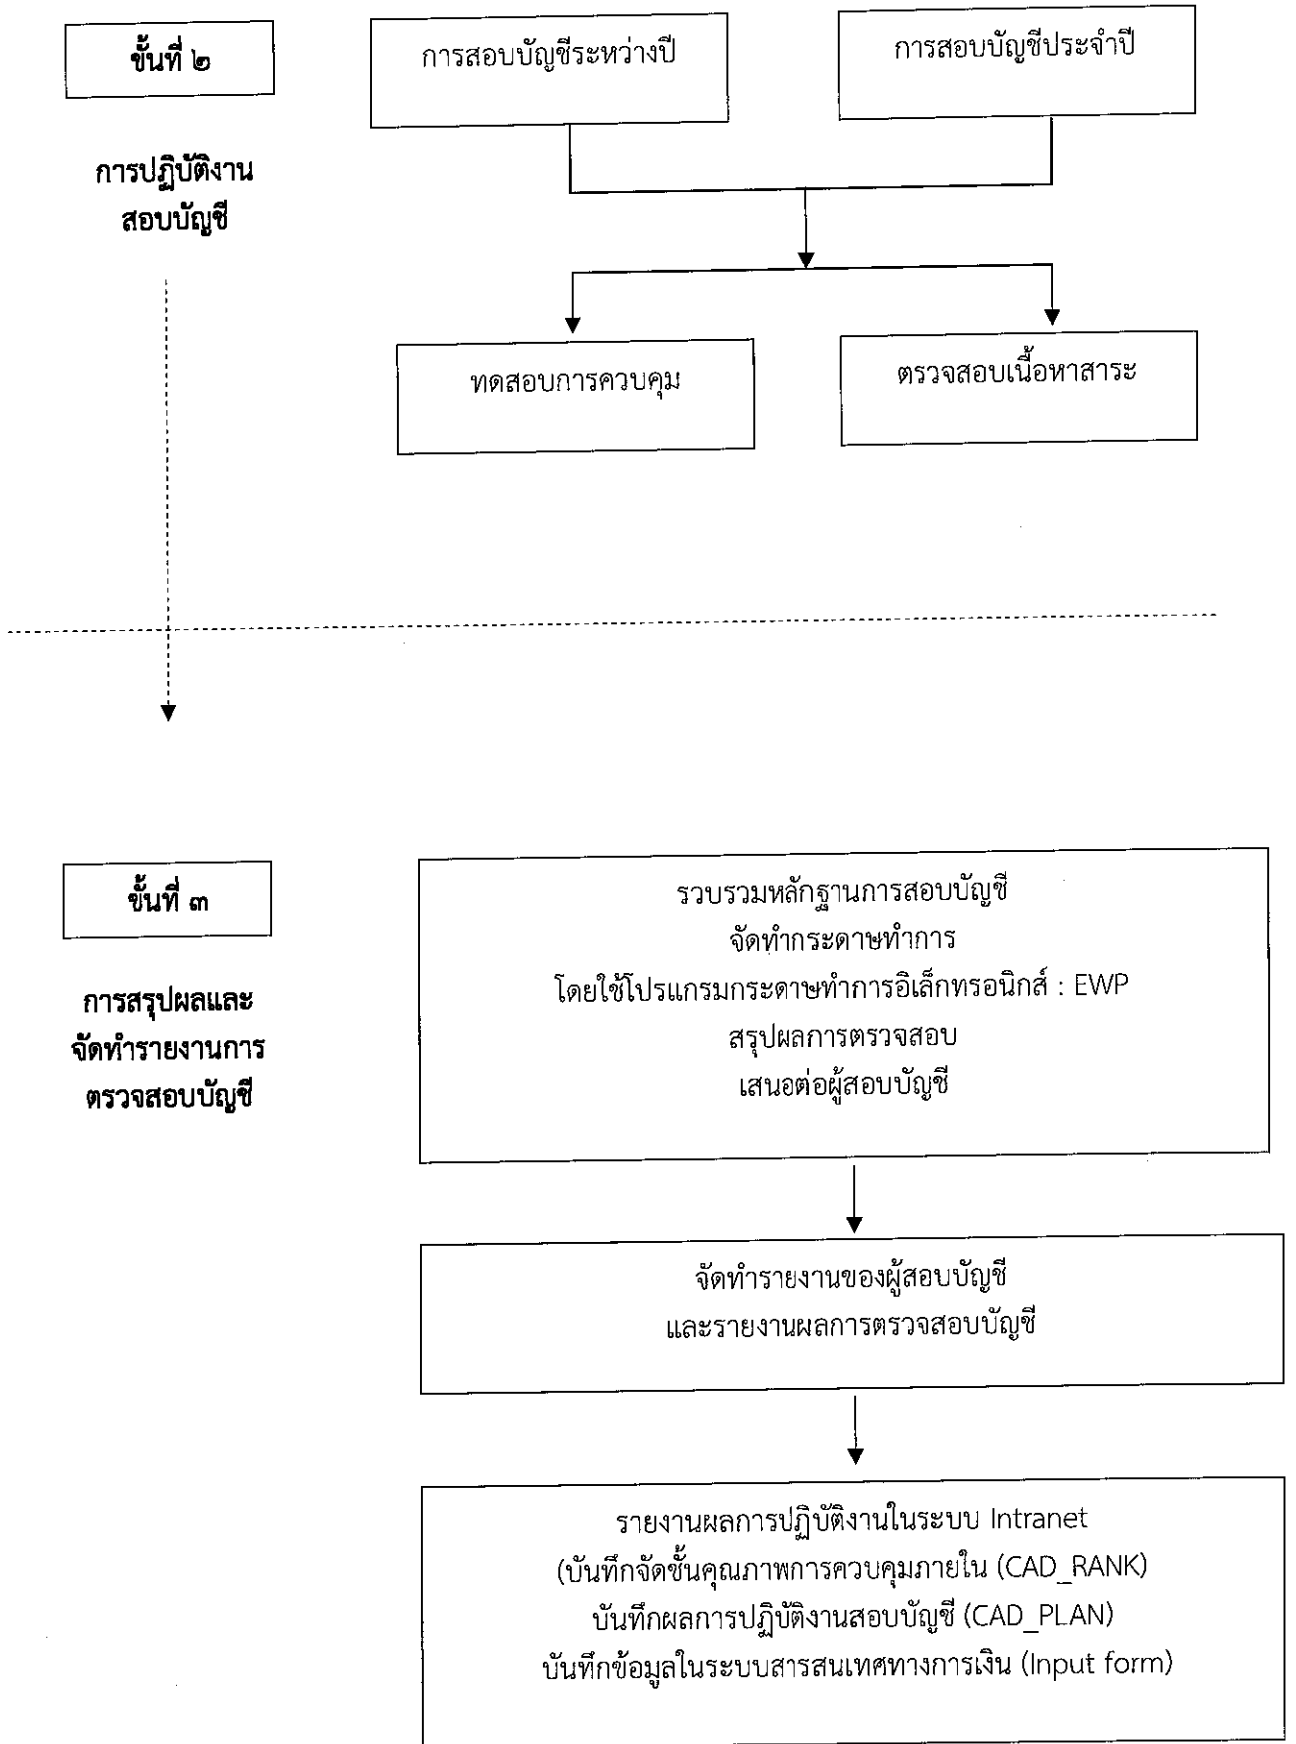 ขั้นที่ ๒
การสอบบัญชีระหว่างปี
การสอบบัญชีประจำปี
การปฏิบัติงาน
สอบบัญชี
ทดสอบการควบคุม
ตรวจสอบเนื้อหาสาระ
ขั้นที่ ๓
การสรุปผลและ
จัดทำรายงานการ
ตรวจสอบบัญชี
รวบรวมหลักฐานการสอบบัญชี
จัดทำกระดาษทำการ
โดยใช้โปรแกรมกระดาษทำการอิเล็กทรอนิกส์ : EWP
สรุปผลการตรวจสอบ
เสนอต่อผู้สอบบัญชี
จัดทำรายงานของผู้สอบบัญชี
และรายงานผลการตรวจสอบบัญชี
รายงานผลการปฏิบัติงานในระบบ Intranet
(บันทึกจัดชั้นคุณภาพการควบคุมภายใน (CAD_RANK)
บันทึกผลการปฏิบัติงานสอบบัญชี (CAD_PLAN)
บันทึกข้อมูลในระบบสารสนเทศทางการเงิน (Input form)